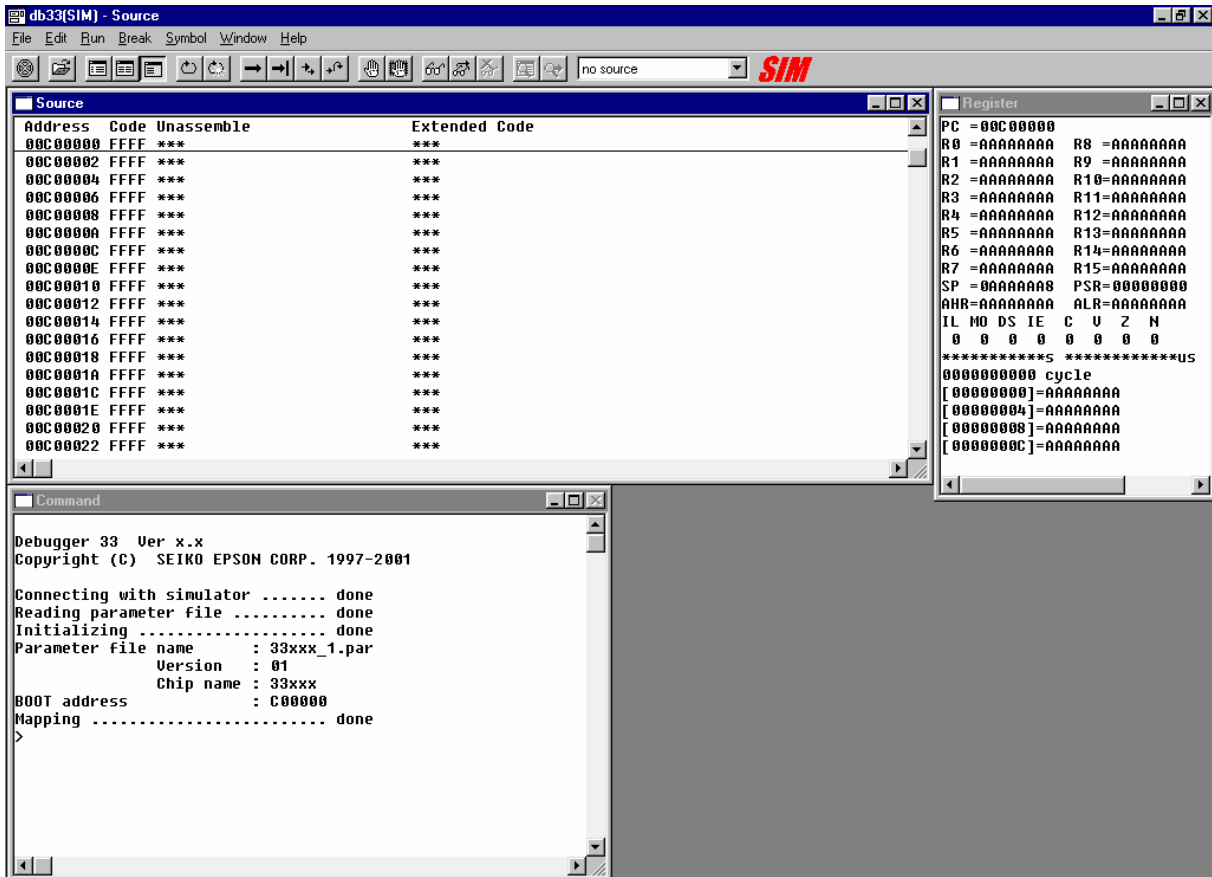 db33(SIM) - Source
File Edit Run Break Symbol Window Help
no source
SIM
Source
Address Code Unassemble Extended Code
00C00000 FFFF *** ***
00C00002 FFFF *** ***
00C00004 FFFF *** ***
00C00006 FFFF *** ***
00C00008 FFFF *** ***
00C0000A FFFF *** ***
00C0000C FFFF *** ***
00C0000E FFFF *** ***
00C00010 FFFF *** ***
00C00012 FFFF *** ***
00C00014 FFFF *** ***
00C00016 FFFF *** ***
00C00018 FFFF *** ***
00C0001A FFFF *** ***
00C0001C FFFF *** ***
00C0001E FFFF *** ***
00C00020 FFFF *** ***
00C00022 FFFF *** ***
Register
PC =00C00000
R0 =AAAAAAAA R8 =AAAAAAAA
R1 =AAAAAAAA R9 =AAAAAAAA
R2 =AAAAAAAA R10=AAAAAAAA
R3 =AAAAAAAA R11=AAAAAAAA
R4 =AAAAAAAA R12=AAAAAAAA
R5 =AAAAAAAA R13=AAAAAAAA
R6 =AAAAAAAA R14=AAAAAAAA
R7 =AAAAAAAA R15=AAAAAAAA
SP =0AAAAAA8 PSR=00000000
AHR=AAAAAAAA ALR=AAAAAAAA
IL MO DS IE C V Z N
0 0 0 0 0 0 0 0
***********S ************uS
0000000000 cycle
[00000000]=AAAAAAAA
[00000004]=AAAAAAAA
[00000008]=AAAAAAAA
[0000000C]=AAAAAAAA
Command
Debugger 33 Ver x.x
Copyright (C) SEIKO EPSON CORP. 1997-2001
Connecting with simulator ....... done
Reading parameter file .......... done
Initializing .................... done
Parameter file name : 33xxx_1.par
Version : 01
Chip name : 33xxx
BOOT address : C00000
Mapping ......................... done
>